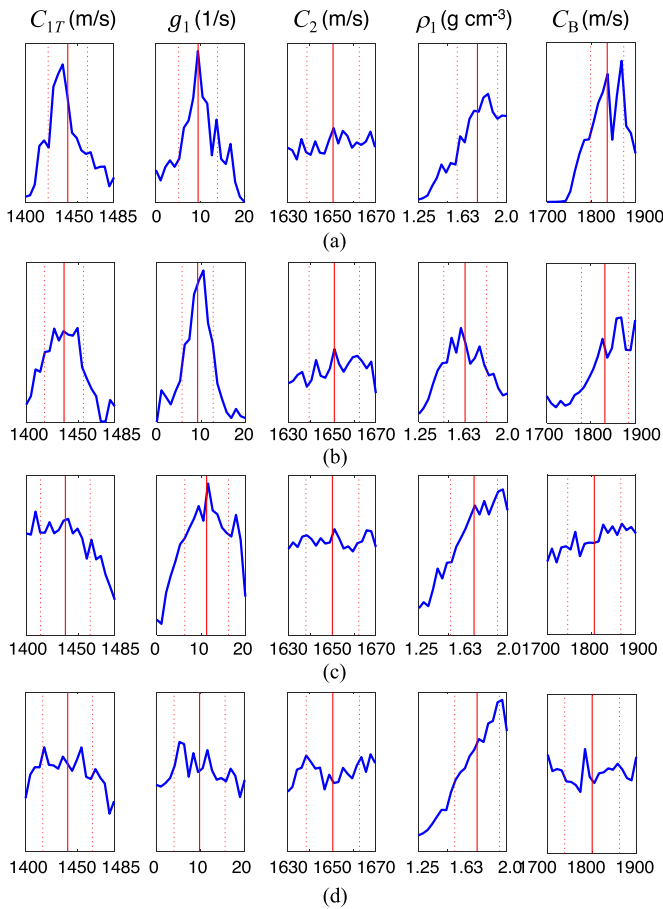 C1T (m/s) g1 (1/s) C2 (m/s) ρ1 (g cm-3) CB (m/s)
1400 1450 1485 0 10 20 1630 1650 1670 1.25 1.63 2.0 1700 1800 1900
(a)
1400 1450 1485 0 10 20 1630 1650 1670 1.25 1.63 2.0 1700 1800 1900
(b)
1400 1450 1485 0 10 20 1630 1650 1670 1.25 1.63 2.0 1700 1800 1900
(c)
1400 1450 1485 0 10 20 1630 1650 1670 1.25 1.63 2.01700 1800 1900
(d)